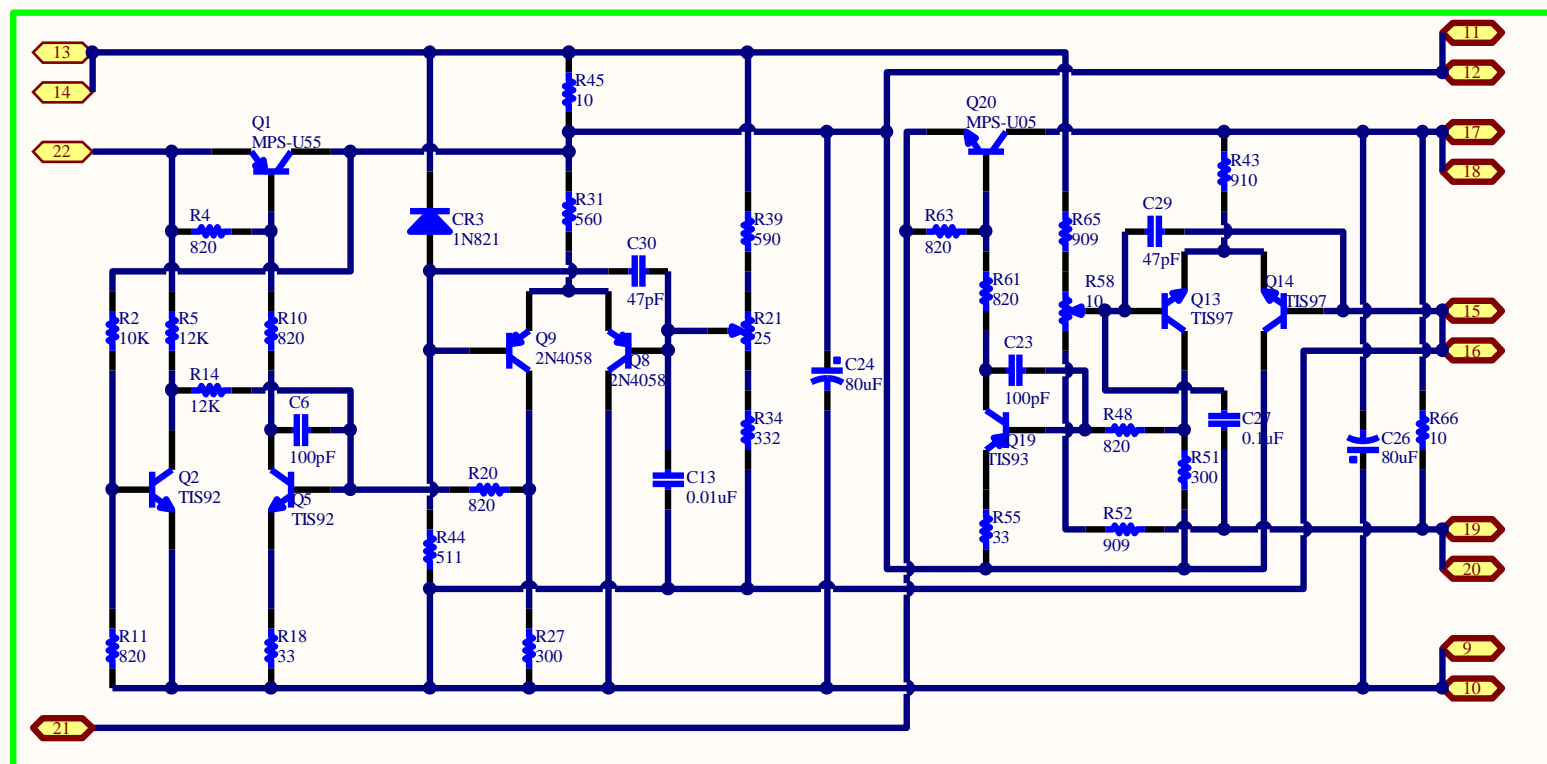 11
13
12
R45
10
14
Q20
MPS-U05
Q1
MPS-U55
17
22
R43
910
18
C29
47pF
R4
820
CR3
1N821
R31
560
R39
590
R63
820
R65
909
C30
47pF
R61
820
R58
10
Q13
TIS97
Q14
TIS97
15
R2
10K
R5
12K
R10
820
Q9
2N4058
Q8
2N4058
R21
25
16
C23
100pF
C24
80uF
R14
12K
C6
100pF
R34
332
R48
820
C27
0.1uF
R66
10
C26
80uF
Q19
TIS93
R51
300
Q2
TIS92
Q5
TIS92
R20
820
C13
0.01uF
R55
33
R52
909
19
R44
511
20
R11
820
R18
33
R27
300
9
10
21